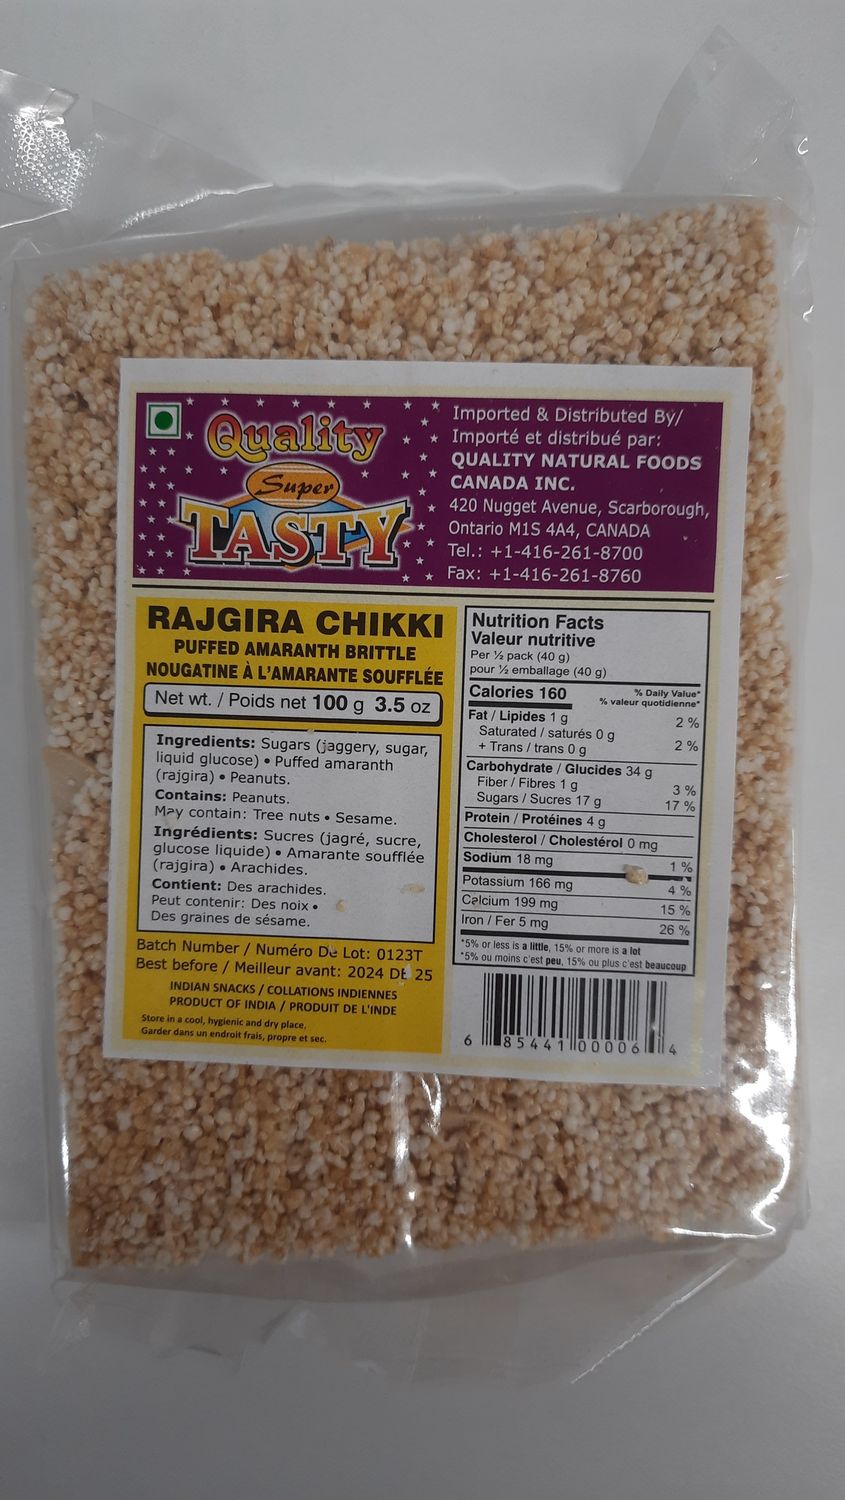 Quality
Super
TASTY
Imported & Distributed By/
Importé et distribué par:
QUALITY NATURAL FOODS
CANADA INC.
420 Nugget Avenue, Scarborough,
Ontario M1S 4A4, CANADA
Tel.: +1-416-261-8700
Fax: +1-416-261-8760
RAJGIRA CHIKKI
PUFFED AMARANTH BRITTLE
NOUGATINE À L'AMARANTE SOUFFLÉE
Net wt. / Poids net 100 g 3.5 oz
Ingredients: Sugars (jaggery, sugar,
liquid glucose) • Puffed amaranth
(rajgira) • Peanuts.
Contains: Peanuts.
May contain: Tree nuts • Sesame.
Ingrédients: Sucres (jagré, sucre,
glucose liquide) • Amarante soufflée
(rajgira) • Arachides.
Contient: Des arachides.
Peut contenir: Des noix •
Des graines de sésame.
Batch Number / Numéro De Lot: 0123T
Best before / Meilleur avant: 2024 DE 25
INDIAN SNACKS / COLLATIONS INDIENNES
PRODUCT OF INDIA / PRODUIT DE L'INDE
Store in a cool, hygienic and dry place.
Garder dans un endroit frais, propre et sec.
Nutrition Facts
Valeur nutritive
Per ½ pack (40 g)
pour ½ emballage (40 g)
Calories 160 % Daily Value*
% valeur quotidienne*
Fat / Lipides 1 g 2 %
Saturated / saturés 0 g
+ Trans / trans 0 g 2 %
Carbohydrate / Glucides 34 g
Fiber / Fibres 1 g 3 %
Sugars / Sucres 17 g 17 %
Protein / Protéines 4 g
Cholesterol / Cholestérol 0 mg
Sodium 18 mg 1 %
Potassium 166 mg 4 %
Calcium 199 mg 15 %
Iron / Fer 5 mg 26 %
*5% or less is a little, 15% or more is a lot
*5% ou moins c'est peu, 15% ou plus c'est beaucoup
6 85441 00006 4